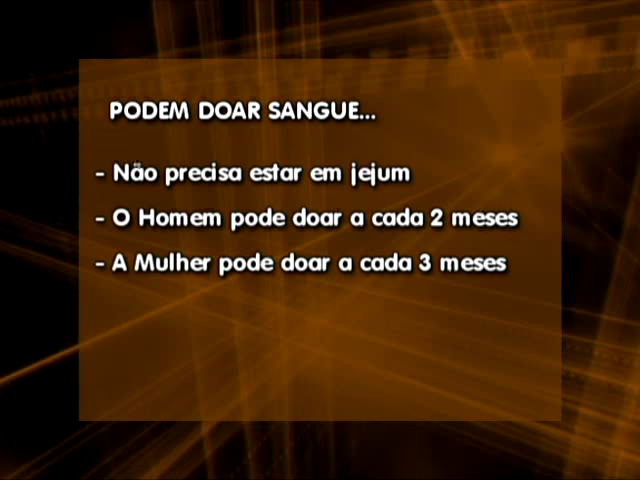 PODEM DOAR SANGUE...
- Não precisa estar em jejum
- O Homem pode doar a cada 2 meses
- A Mulher pode doar a cada 3 meses